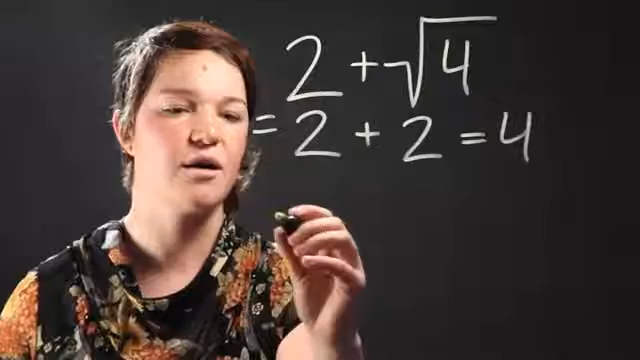 2 + √4
= 2 + 2 = 4